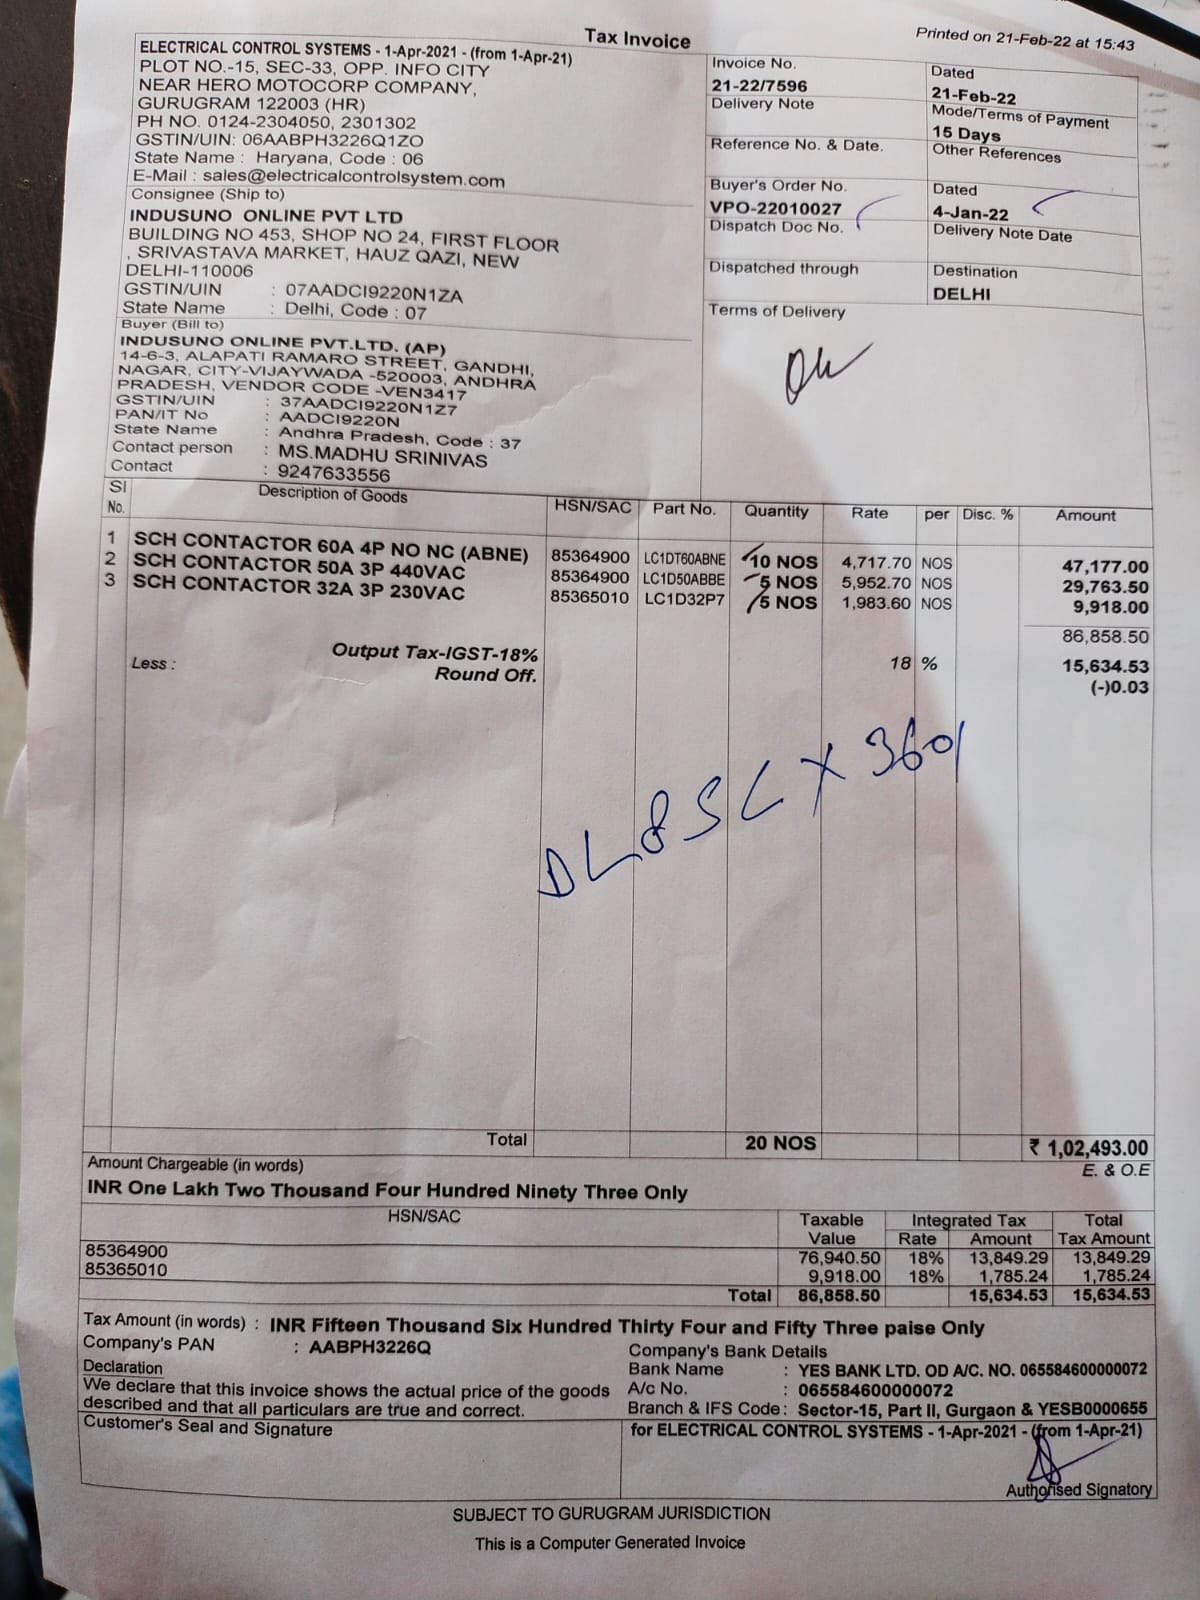 Tax Invoice
Printed on 21-Feb-22 at 15:43
ELECTRICAL CONTROL SYSTEMS - 1-Apr-2021 - (from 1-Apr-21)
PLOT NO.-15, SEC-33, OPP. INFO CITY
NEAR HERO MOTOCORP COMPANY,
GURUGRAM 122003 (HR)
PH NO. 0124-2304050, 2301302
GSTIN/UIN: 06AABPH3226Q1ZO
State Name : Haryana, Code : 06
E-Mail : sales@electricalcontrolsystem.com
Invoice No.
21-22/7596
Dated
21-Feb-22
Delivery Note
Mode/Terms of Payment
15 Days
Reference No. & Date.
Other References
Buyer's Order No.
VPO-22010027
Dated
4-Jan-22
Dispatch Doc No.
Delivery Note Date
Dispatched through
Destination
DELHI
Terms of Delivery
Consignee (Ship to)
INDUSUNO ONLINE PVT LTD
BUILDING NO 453, SHOP NO 24, FIRST FLOOR
, SRIVASTAVA MARKET, HAUZ QAZI, NEW
DELHI-110006
GSTIN/UIN : 07AADCI9220N1ZA
State Name : Delhi, Code : 07
Buyer (Bill to)
INDUSUNO ONLINE PVT.LTD. (AP)
14-6-3, ALAPATI RAMARO STREET, GANDHI,
NAGAR, CITY-VIJAYWADA -520003, ANDHRA
PRADESH, VENDOR CODE -VEN3417
GSTIN/UIN : 37AADCI9220N1Z7
PAN/IT No : AADCI9220N
State Name : Andhra Pradesh, Code : 37
Contact person : MS.MADHU SRINIVAS
Contact : 9247633556
Sl No. Description of Goods HSN/SAC Part No. Quantity Rate per Disc. % Amount
1 SCH CONTACTOR 60A 4P NO NC (ABNE) 85364900 LC1DT60ABNE 10 NOS 4,717.70 NOS 47,177.00
2 SCH CONTACTOR 50A 3P 440VAC 85364900 LC1D50ABBE 5 NOS 5,952.70 NOS 29,763.50
3 SCH CONTACTOR 32A 3P 230VAC 85365010 LC1D32P7 5 NOS 1,983.60 NOS 9,918.00
86,858.50
Output Tax-IGST-18% 18 % 15,634.53
Less : Round Off. (-)0.03
DL8SCX3601
Total 20 NOS ₹ 1,02,493.00
Amount Chargeable (in words) E. & O.E
INR One Lakh Two Thousand Four Hundred Ninety Three Only
HSN/SAC Taxable Value Integrated Tax Rate Amount Total Tax Amount
85364900 76,940.50 18% 13,849.29 13,849.29
85365010 9,918.00 18% 1,785.24 1,785.24
Total 86,858.50 15,634.53 15,634.53
Tax Amount (in words) : INR Fifteen Thousand Six Hundred Thirty Four and Fifty Three paise Only
Company's PAN : AABPH3226Q
Declaration
We declare that this invoice shows the actual price of the goods
described and that all particulars are true and correct.
Company's Bank Details
Bank Name : YES BANK LTD. OD A/C. NO. 065584600000072
A/c No. : 065584600000072
Branch & IFS Code : Sector-15, Part II, Gurgaon & YESB0000655
Customer's Seal and Signature
for ELECTRICAL CONTROL SYSTEMS - 1-Apr-2021 - (from 1-Apr-21)
Authorised Signatory
SUBJECT TO GURUGRAM JURISDICTION
This is a Computer Generated Invoice